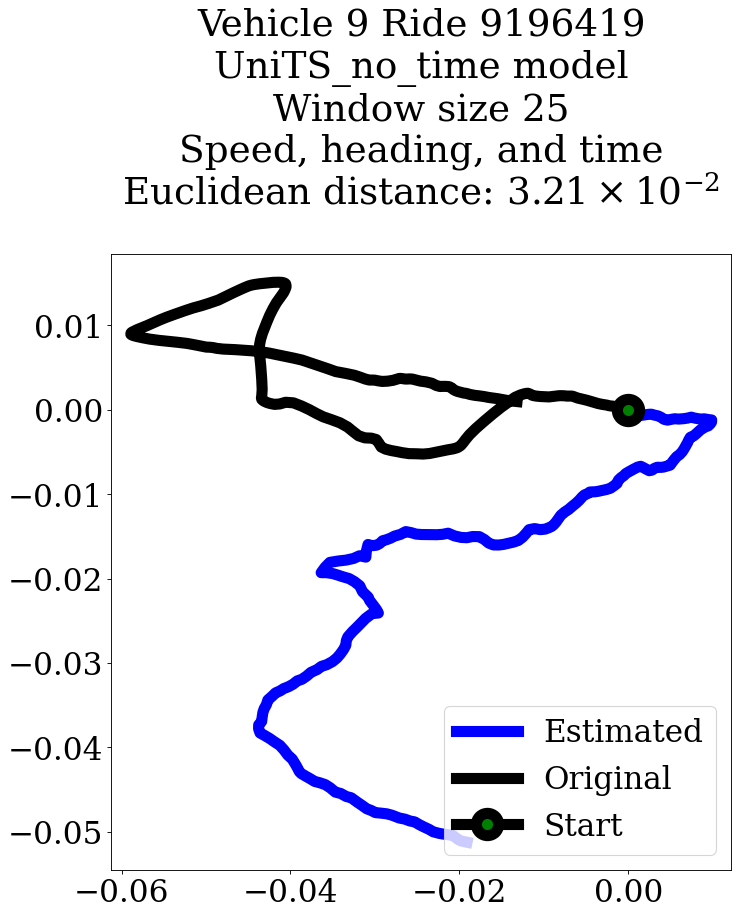 Vehicle 9 Ride 9196419
UniTS_no_time model
Window size 25
Speed, heading, and time
Euclidean distance: 3.21 × 10⁻²
0.01
0.00
−0.01
−0.02
−0.03
−0.04
−0.05
Estimated
Original
Start
−0.06 −0.04 −0.02 0.00